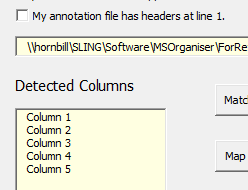 My annotation file has headers at line 1.
\\hornbill\SLING\Software\MSOrganiser\ForRe
Detected Columns
Match
Column 1
Column 2
Column 3
Column 4
Column 5
Map